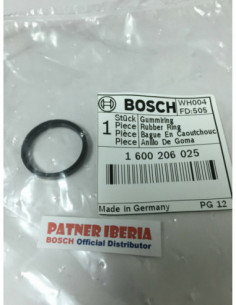 BOSCH
WH004
FD:505
1
Stück Gummiring
Piece Rubber Ring
Pièce Bague En Caoutchouc
Pieza Anillo De Goma
1 600 206 025
Made in Germany
PG 12
PATNER IBERIA
BOSCH Official Distributor